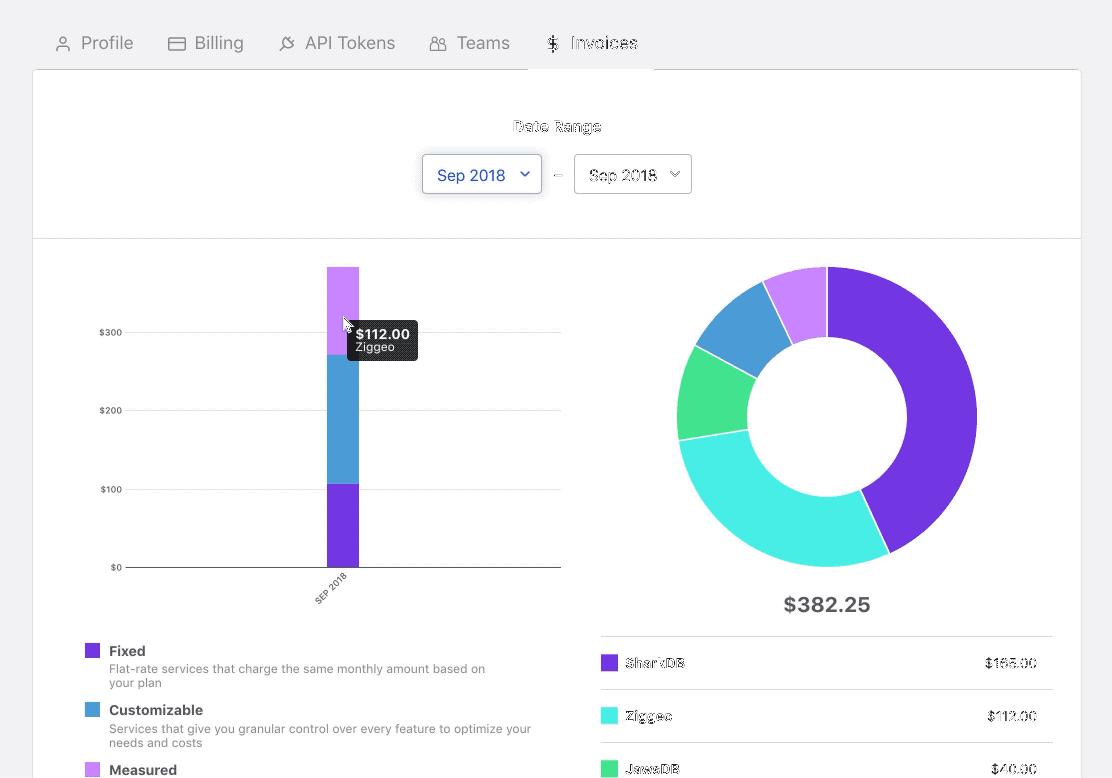 Profile
Billing
API Tokens
Teams
Invoices
Date Range
Sep 2018
–
Sep 2018
$300
$200
$100
$0
SEP 2018
$112.00
Ziggeo
$382.25
Fixed
Flat-rate services that charge the same monthly amount based on
your plan
Customizable
Services that give you granular control over every feature to optimize your
needs and costs
Measured
SharkDB
Ziggeo $112.00
JawsDB $40.00